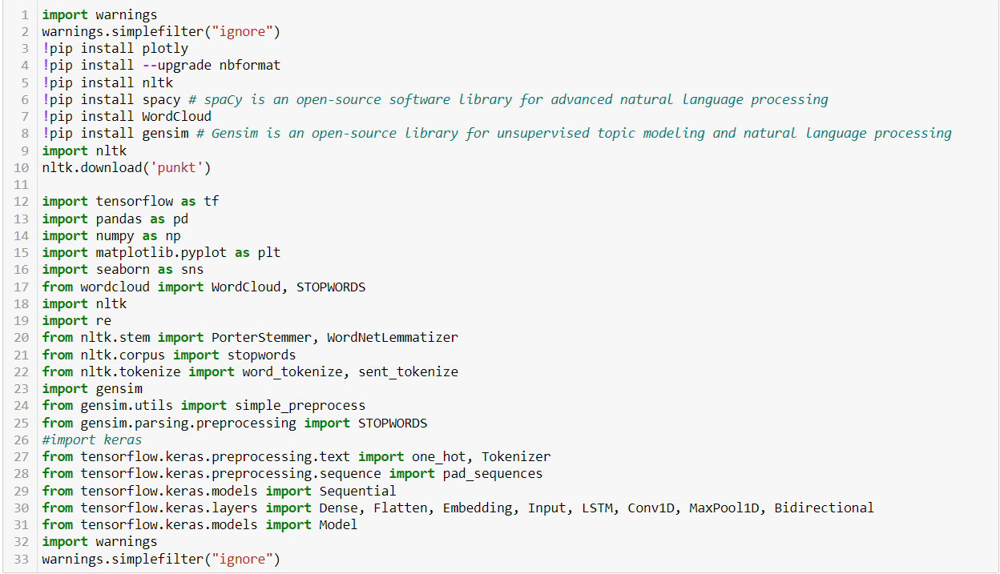 1 import warnings
2 warnings.simplefilter("ignore")
3 !pip install plotly
4 !pip install --upgrade nbformat
5 !pip install nltk
6 !pip install spacy # spaCy is an open-source software library for advanced natural language processing
7 !pip install WordCloud
8 !pip install gensim # Gensim is an open-source library for unsupervised topic modeling and natural language processing
9 import nltk
10 nltk.download('punkt')
11
12 import tensorflow as tf
13 import pandas as pd
14 import numpy as np
15 import matplotlib.pyplot as plt
16 import seaborn as sns
17 from wordcloud import WordCloud, STOPWORDS
18 import nltk
19 import re
20 from nltk.stem import PorterStemmer, WordNetLemmatizer
21 from nltk.corpus import stopwords
22 from nltk.tokenize import word_tokenize, sent_tokenize
23 import gensim
24 from gensim.utils import simple_preprocess
25 from gensim.parsing.preprocessing import STOPWORDS
26 #import keras
27 from tensorflow.keras.preprocessing.text import one_hot, Tokenizer
28 from tensorflow.keras.preprocessing.sequence import pad_sequences
29 from tensorflow.keras.models import Sequential
30 from tensorflow.keras.layers import Dense, Flatten, Embedding, Input, LSTM, Conv1D, MaxPool1D, Bidirectional
31 from tensorflow.keras.models import Model
32 import warnings
33 warnings.simplefilter("ignore")